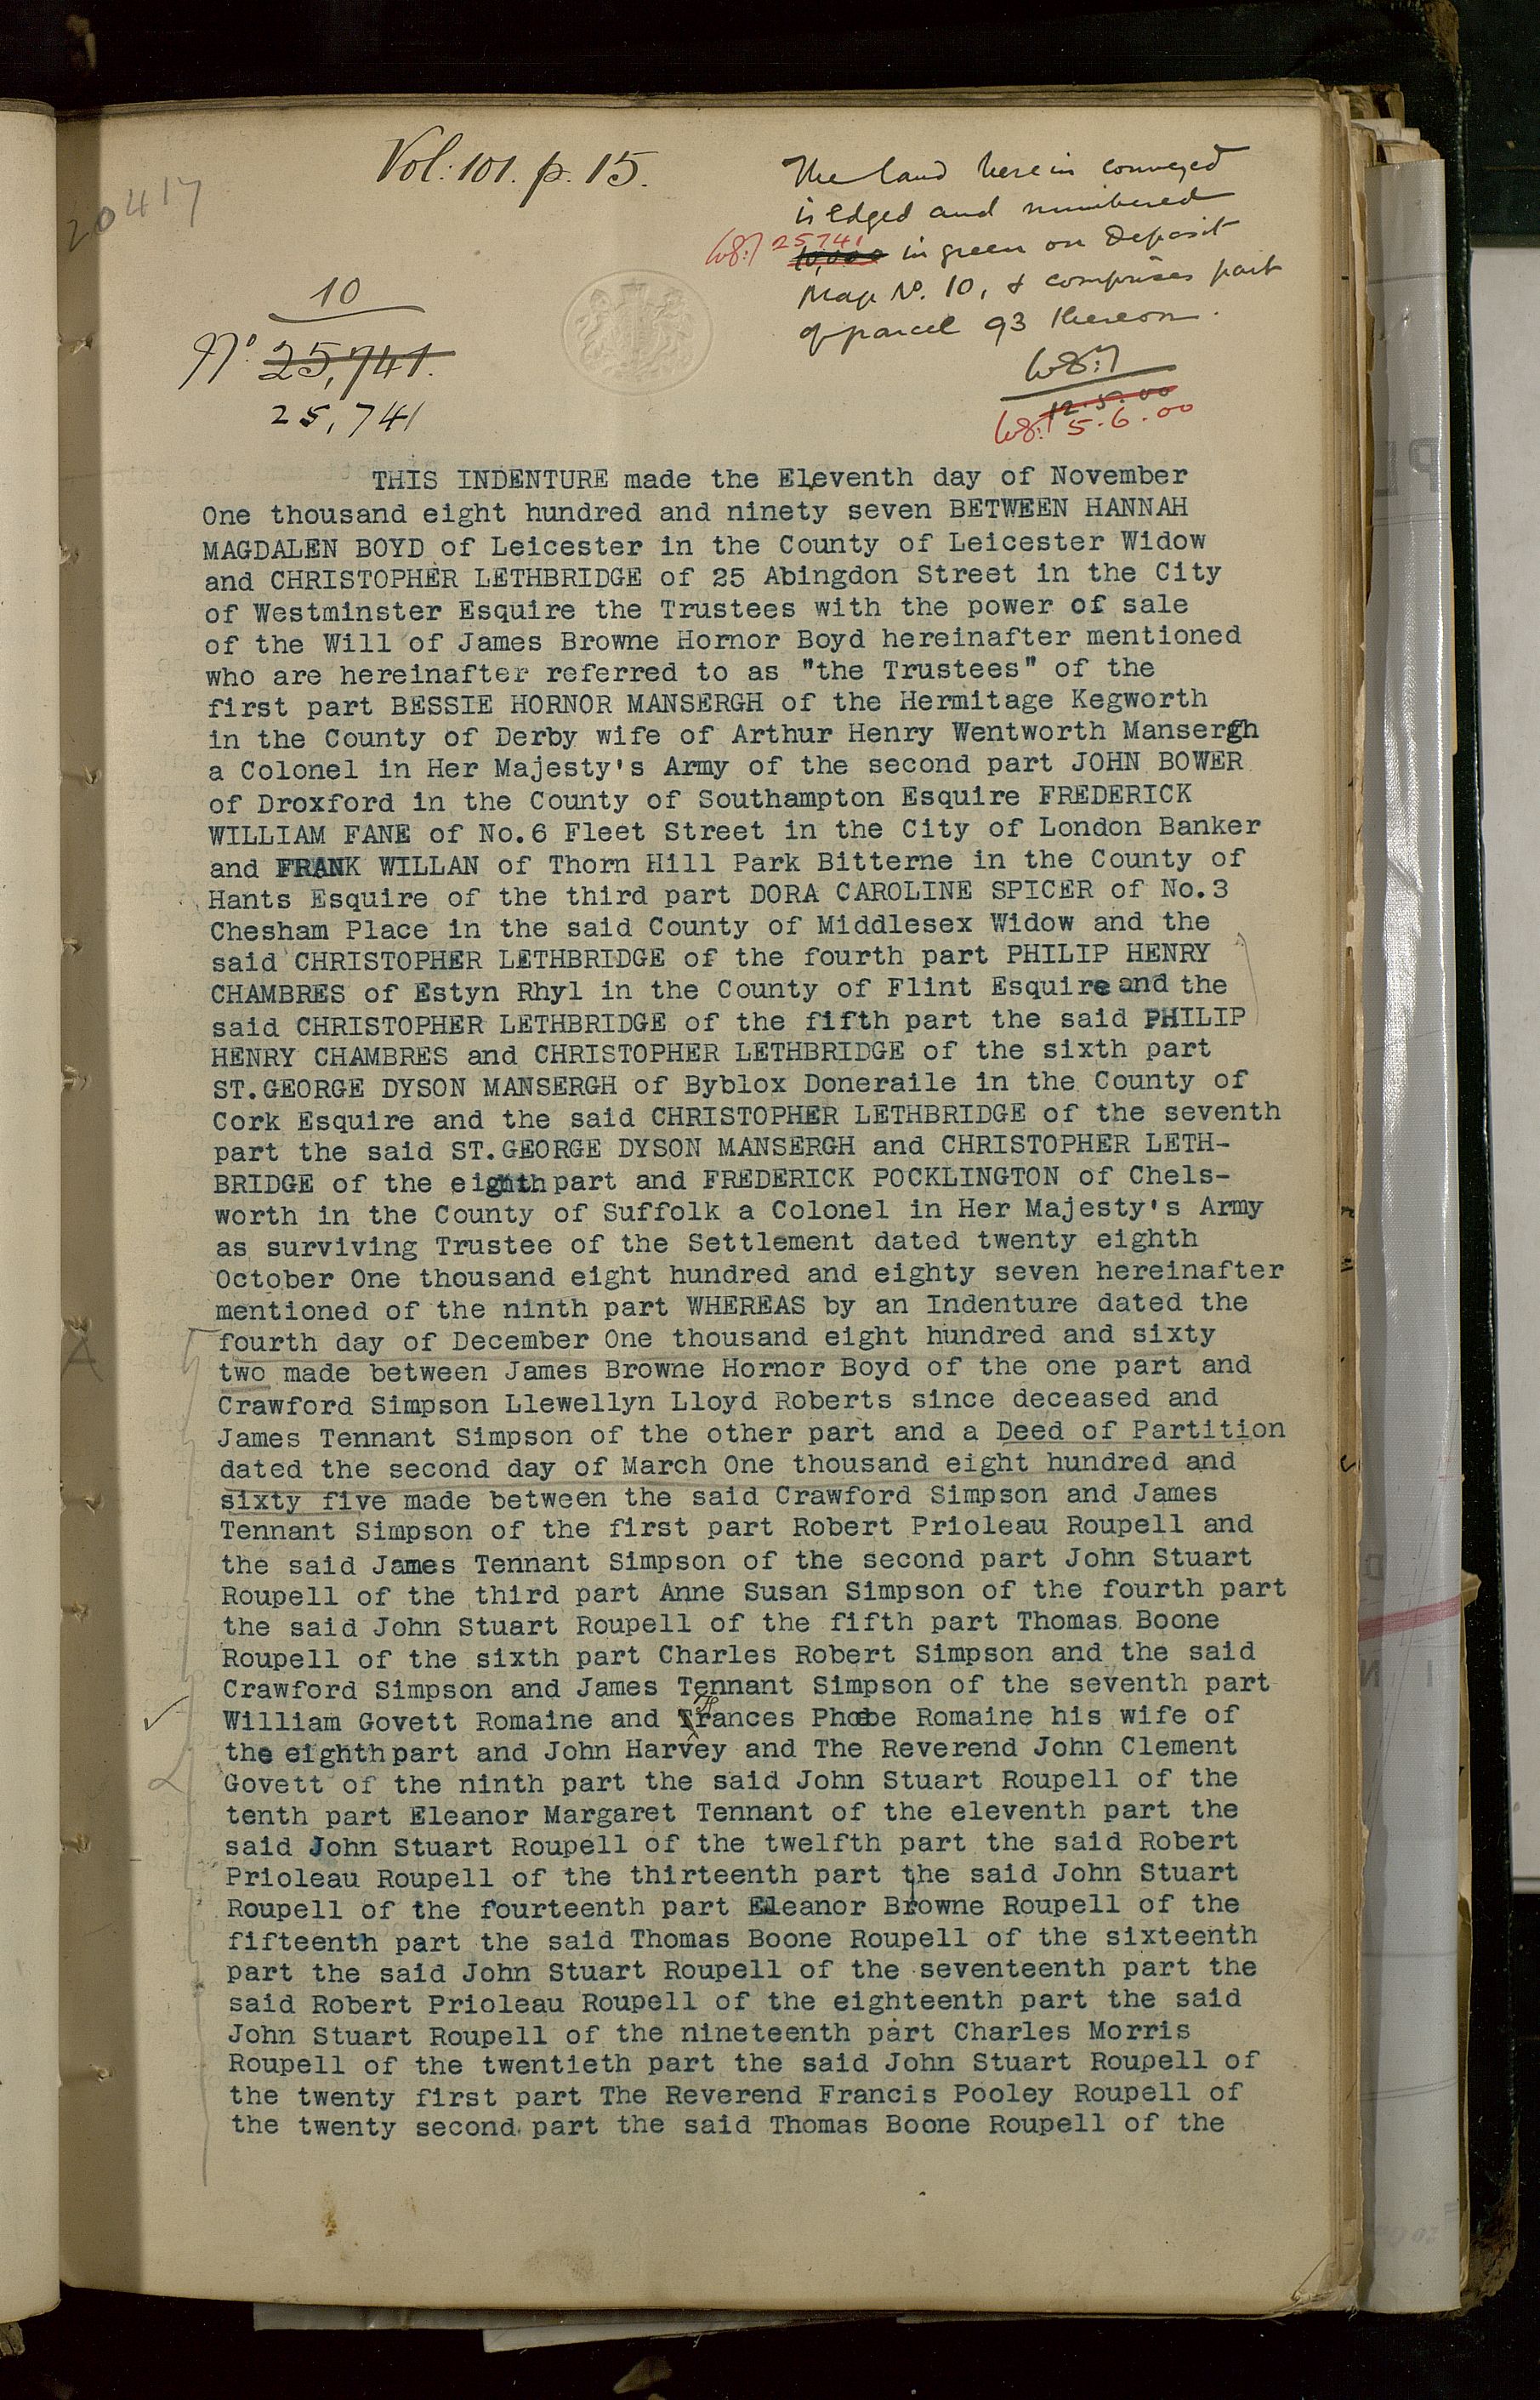 Vol: 101. p. 15.
20417
The land herein conveyed
is edged and numbered
25741
10,000 in green on Deposit
Map No. 10, & comprises part
of parcel 93 thereon.
12.5.00
5.6.00
10
No. 25,741.
25,741
THIS INDENTURE made the Eleventh day of November
One thousand eight hundred and ninety seven BETWEEN HANNAH
MAGDALEN BOYD of Leicester in the County of Leicester Widow
and CHRISTOPHER LETHBRIDGE of 25 Abingdon Street in the City
of Westminster Esquire the Trustees with the power of sale
of the Will of James Browne Hornor Boyd hereinafter mentioned
who are hereinafter referred to as "the Trustees" of the
first part BESSIE HORNOR MANSERGH of the Hermitage Kegworth
in the County of Derby wife of Arthur Henry Wentworth Mansergh
a Colonel in Her Majesty's Army of the second part JOHN BOWER
of Droxford in the County of Southampton Esquire FREDERICK
WILLIAM FANE of No.6 Fleet Street in the City of London Banker
and FRANK WILLAN of Thorn Hill Park Bitterne in the County of
Hants Esquire of the third part DORA CAROLINE SPICER of No.3
Chesham Place in the said County of Middlesex Widow and the
said CHRISTOPHER LETHBRIDGE of the fourth part PHILIP HENRY
CHAMBRES of Estyn Rhyl in the County of Flint Esquire and the
said CHRISTOPHER LETHBRIDGE of the fifth part the said PHILIP
HENRY CHAMBRES and CHRISTOPHER LETHBRIDGE of the sixth part
ST.GEORGE DYSON MANSERGH of Byblox Doneraile in the County of
Cork Esquire and the said CHRISTOPHER LETHBRIDGE of the seventh
part the said ST.GEORGE DYSON MANSERGH and CHRISTOPHER LETH-
BRIDGE of the eighth part and FREDERICK POCKLINGTON of Chels-
worth in the County of Suffolk a Colonel in Her Majesty's Army
as surviving Trustee of the Settlement dated twenty eighth
October One thousand eight hundred and eighty seven hereinafter
mentioned of the ninth part WHEREAS by an Indenture dated the
fourth day of December One thousand eight hundred and sixty
two made between James Browne Hornor Boyd of the one part and
Crawford Simpson Llewellyn Lloyd Roberts since deceased and
James Tennant Simpson of the other part and a Deed of Partition
dated the second day of March One thousand eight hundred and
sixty five made between the said Crawford Simpson and James
Tennant Simpson of the first part Robert Prioleau Roupell and
the said James Tennant Simpson of the second part John Stuart
Roupell of the third part Anne Susan Simpson of the fourth part
the said John Stuart Roupell of the fifth part Thomas Boone
Roupell of the sixth part Charles Robert Simpson and the said
Crawford Simpson and James Tennant Simpson of the seventh part
William Govett Romaine and Frances Phoebe Romaine his wife of
the eighth part and John Harvey and The Reverend John Clement
Govett of the ninth part the said John Stuart Roupell of the
tenth part Eleanor Margaret Tennant of the eleventh part the
said John Stuart Roupell of the twelfth part the said Robert
Prioleau Roupell of the thirteenth part the said John Stuart
Roupell of the fourteenth part Eleanor Browne Roupell of the
fifteenth part the said Thomas Boone Roupell of the sixteenth
part the said John Stuart Roupell of the seventeenth part the
said Robert Prioleau Roupell of the eighteenth part the said
John Stuart Roupell of the nineteenth part Charles Morris
Roupell of the twentieth part the said John Stuart Roupell of
the twenty first part The Reverend Francis Pooley Roupell of
the twenty second part the said Thomas Boone Roupell of the